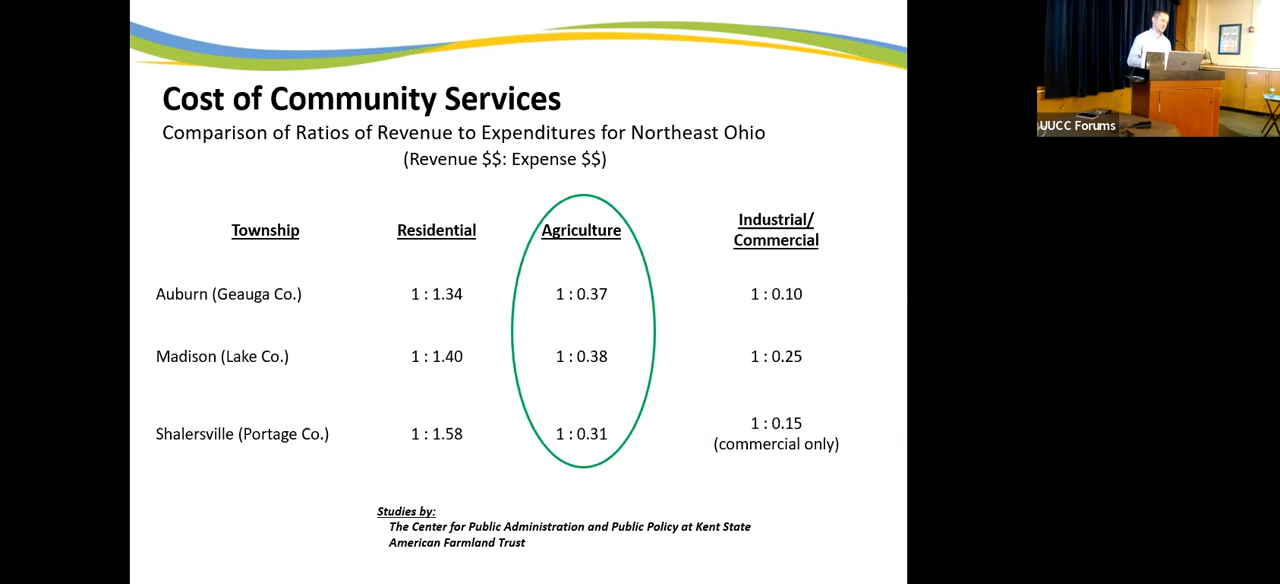 Cost of Community Services
Comparison of Ratios of Revenue to Expenditures for Northeast Ohio
(Revenue $$: Expense $$)
Township Residential Agriculture Industrial/
Commercial
Auburn (Geauga Co.) 1 : 1.34 1 : 0.37 1 : 0.10
Madison (Lake Co.) 1 : 1.40 1 : 0.38 1 : 0.25
Shalersville (Portage Co.) 1 : 1.58 1 : 0.31 1 : 0.15
(commercial only)
Studies by:
The Center for Public Administration and Public Policy at Kent State
American Farmland Trust
UUCC Forums